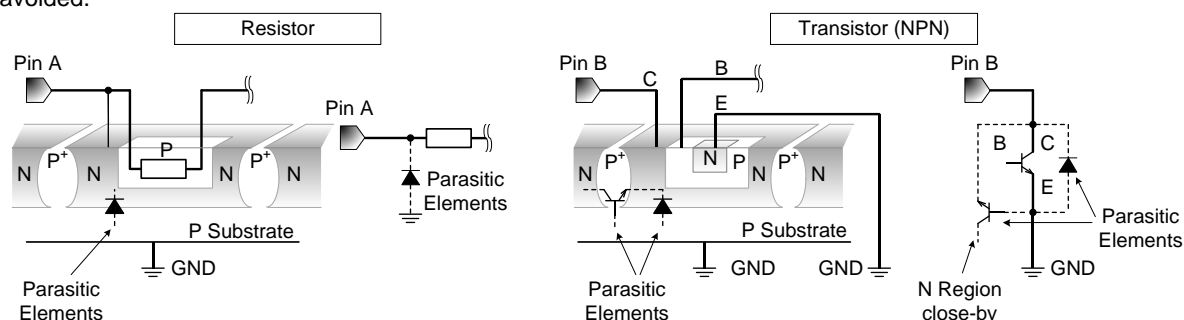 avoided.
Resistor
Transistor (NPN)
Pin A
Pin A
P
N P+ N N P+ N
Parasitic
Elements
P Substrate
GND
Parasitic
Elements
Pin B
C
B
E
N P+ N N P N P+ N
P Substrate
GND
GND
Parasitic
Elements
Pin B
B
C
E
Parasitic
Elements
GND
N Region
close-by